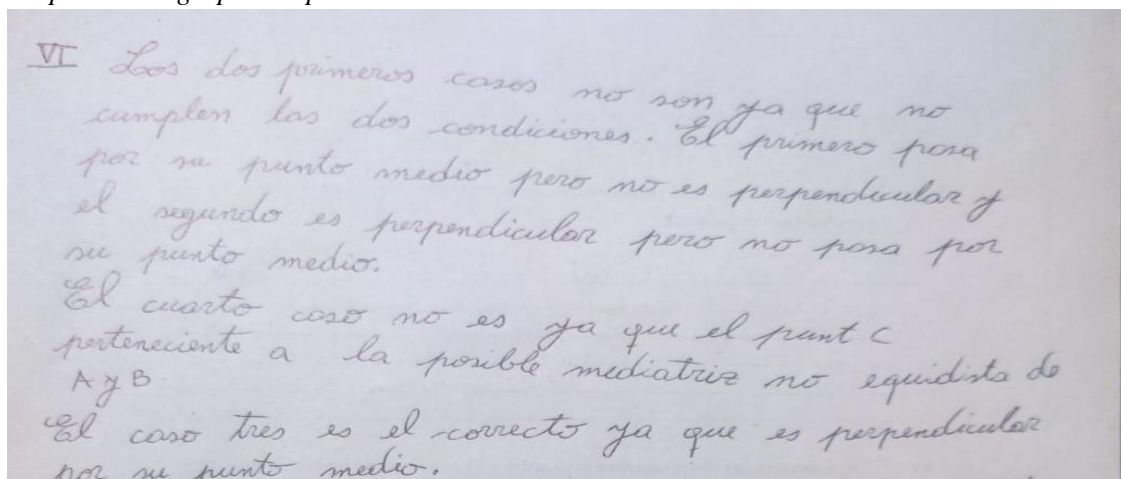 VI Los dos primeros casos no son ya que no
cumplen las dos condiciones. El primero pasa
por su punto medio pero no es perpendicular y
el segundo es perpendicular pero no pasa por
su punto medio.
El cuarto caso no es ya que el punt C
perteneciente a la posible mediatriz no equidista de
A y B
El caso tres es el correcto ya que es perpendicular
por su punto medio.